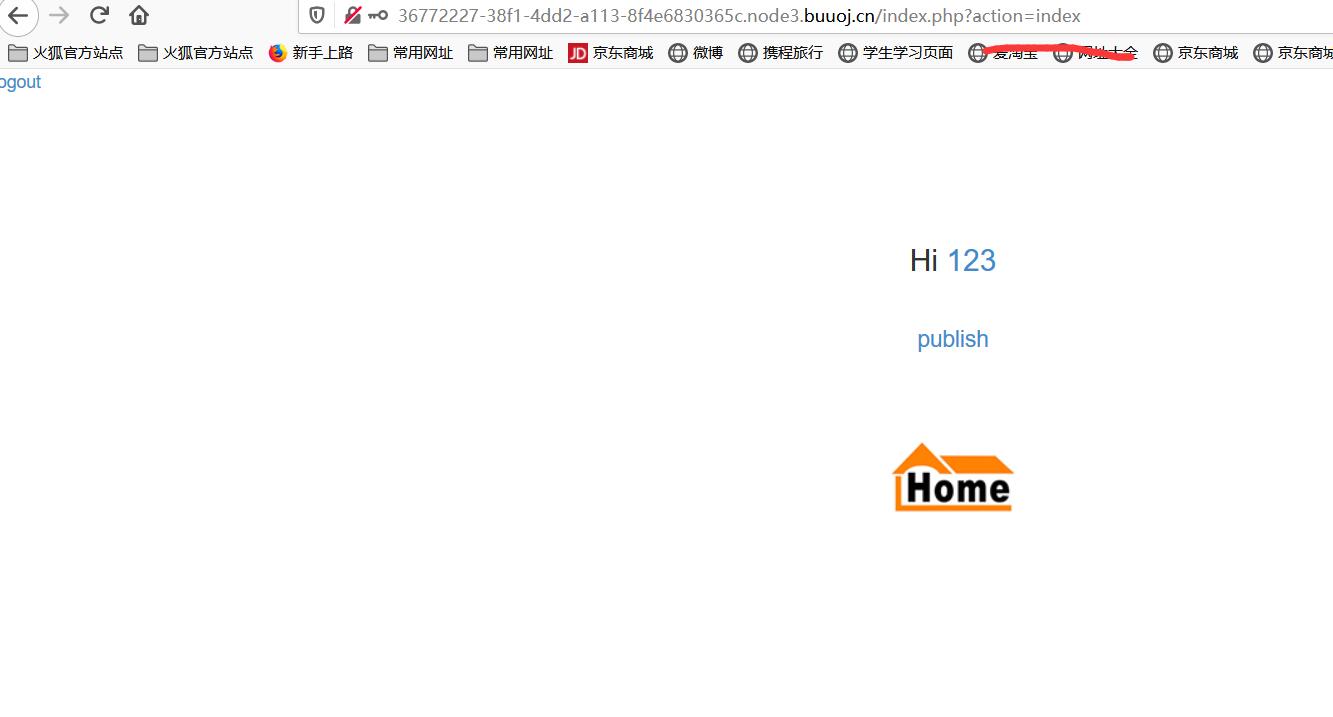 36772227-38f1-4dd2-a113-8f4e6830365c.node3.buuoj.cn/index.php?action=index
火狐官方站点 火狐官方站点 新手上路 常用网址 常用网址 JD 京东商城 微博 携程旅行 学生学习页面 爱淘宝 网址大全 京东商城 京东商城
ogout
Hi 123
publish
Home